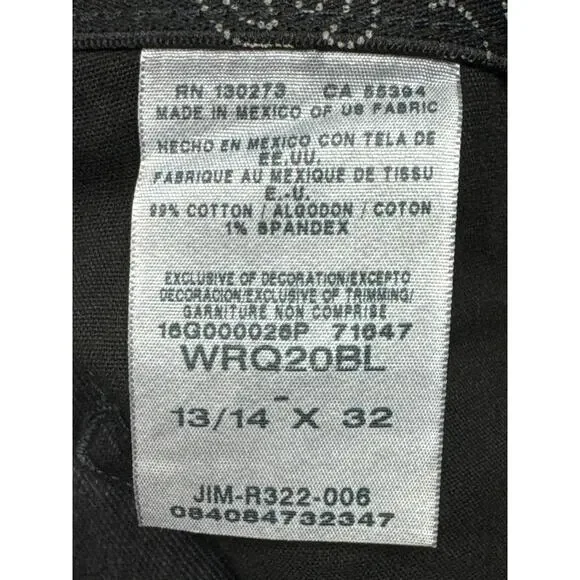 RN 130273 CA 55394
MADE IN MEXICO OF US FABRIC
HECHO EN MEXICO CON TELA DE
EE.UU.
FABRIQUE AU MEXIQUE DE TISSU
E.-U.
99% COTTON / ALGODON / COTON
1% SPANDEX
EXCLUSIVE OF DECORATION/EXCEPTO
DECORACION/EXCLUSIVE OF TRIMMING/
GARNITURE NON COMPRISE
16G000026P 71647
WRQ20BL
13/14 - X 32
JIM-R322-006
084084732347